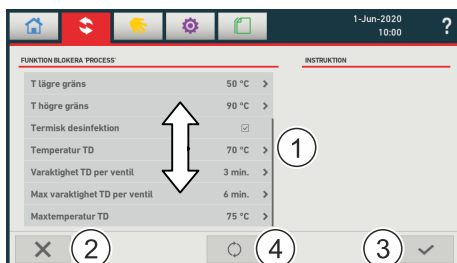 1-Jun-2020
10:00
?
FUNKTION BLOKERA 'PROCESS'
INSTRUKTION
T lägre gräns 50 °C >
T högre gräns 90 °C >
Termisk desinfektion
Temperatur TD 70 °C >
Varaktighet TD per ventil 3 min. >
Max varaktighet TD per ventil 6 min. >
Maxtemperatur TD 75 °C >
1
2
4
3